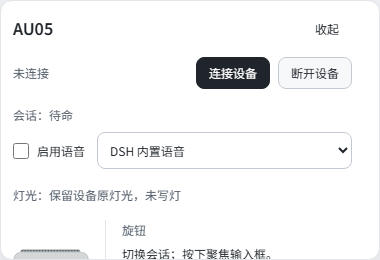 AU05
收起
未连接
连接设备
断开设备
会话：待命
启用语音
DSH 内置语音
灯光：保留设备原灯光，未写灯
旋钮
切换会话；按下聚焦输入框。